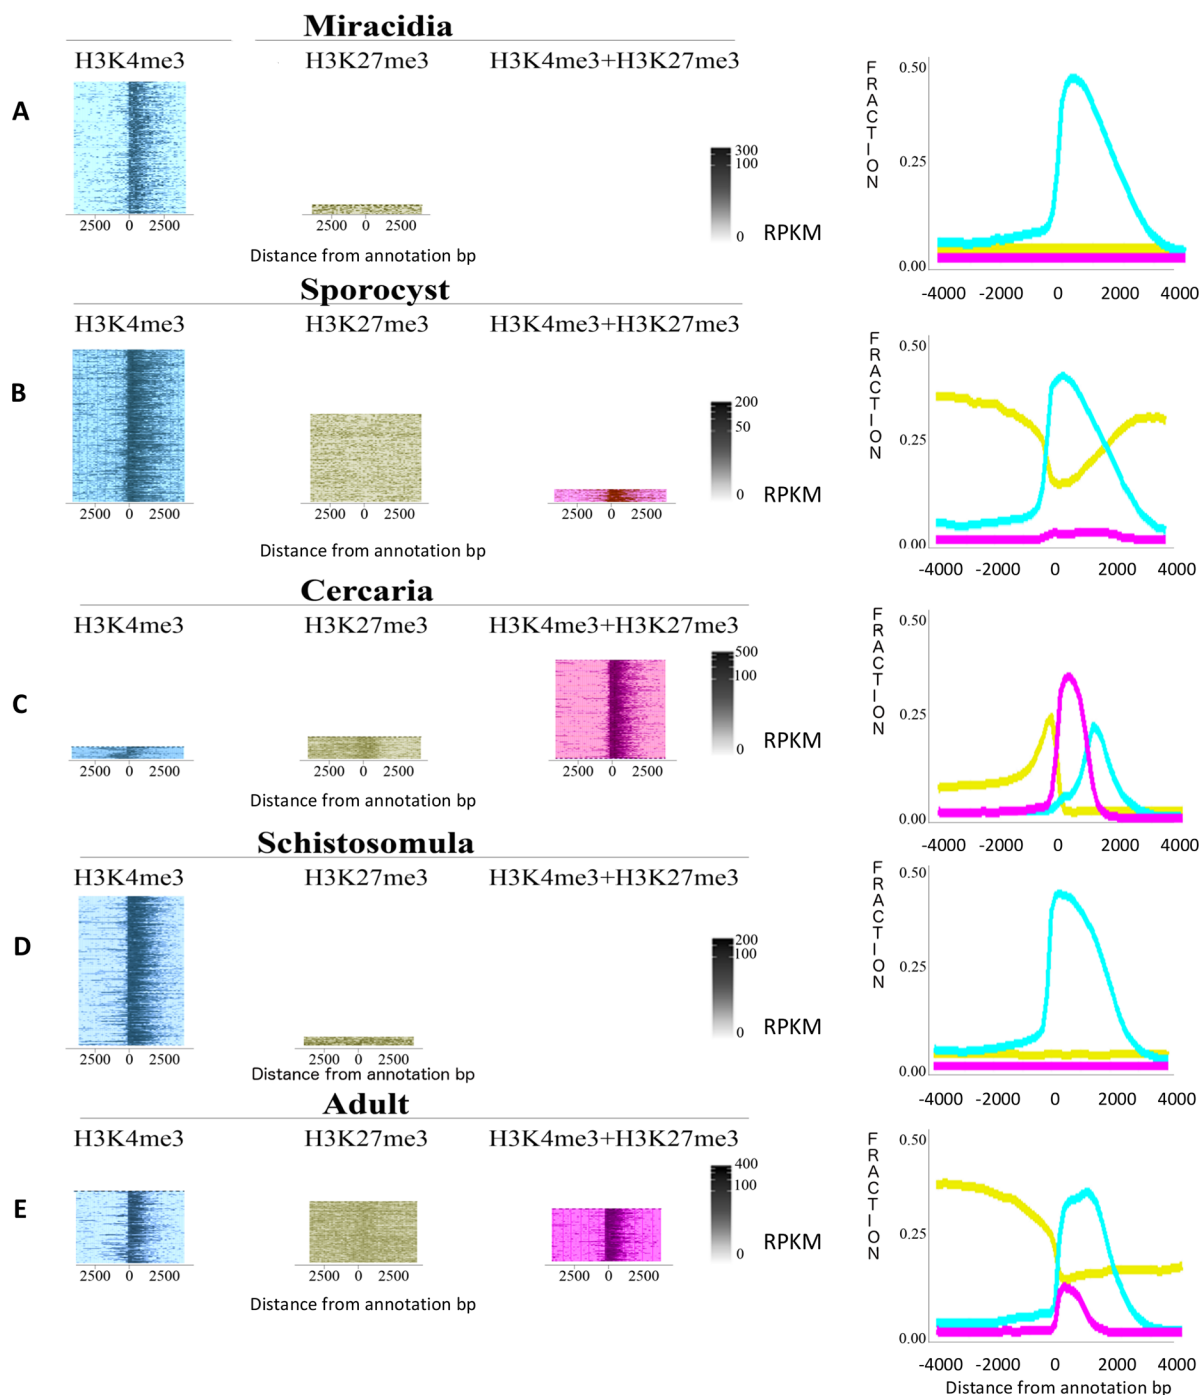 Miracidia
H3K4me3 H3K27me3 H3K4me3+H3K27me3
A
300
100
0 RPKM
2500 0 2500 2500 0 2500
Distance from annotation bp
FRACTION
0.50
0.25
0.00
-4000 -2000 0 2000 4000
Sporocyst
H3K4me3 H3K27me3 H3K4me3+H3K27me3
B
200
50
0 RPKM
2500 0 2500 2500 0 2500 2500 0 2500
Distance from annotation bp
FRACTION
0.50
0.25
0.00
-4000 -2000 0 2000 4000
Cercaria
H3K4me3 H3K27me3 H3K4me3+H3K27me3
C
500
100
0 RPKM
2500 0 2500 2500 0 2500 2500 0 2500
Distance from annotation bp
FRACTION
0.50
0.25
0.00
-4000 -2000 0 2000 4000
Schistosomula
H3K4me3 H3K27me3 H3K4me3+H3K27me3
D
200
100
0 RPKM
2500 0 2500 2500 0 2500
Distance from annotation bp
FRACTION
0.50
0.25
0.00
-4000 -2000 0 2000 4000
Adult
H3K4me3 H3K27me3 H3K4me3+H3K27me3
E
400
100
0 RPKM
2500 0 2500 2500 0 2500 2500 0 2500
Distance from annotation bp
FRACTION
0.50
0.25
0.00
-4000 -2000 0 2000 4000
Distance from annotation bp